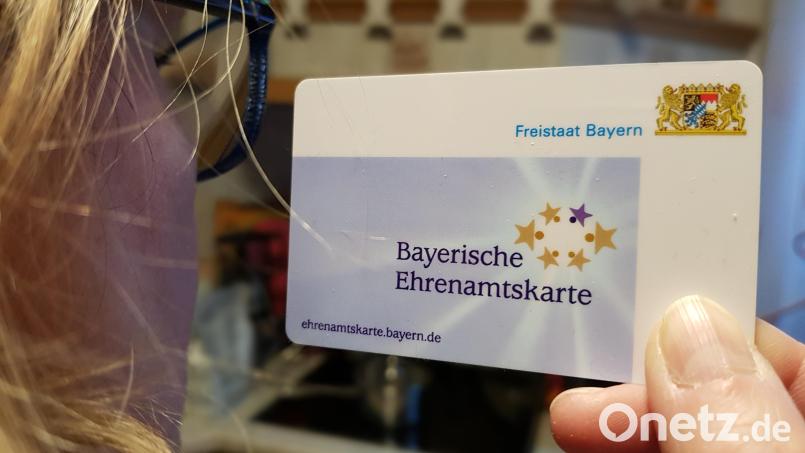 Freistaat Bayern
Bayerische
Ehrenamtskarte
ehrenamtskarte.bayern.de
Onetz.de